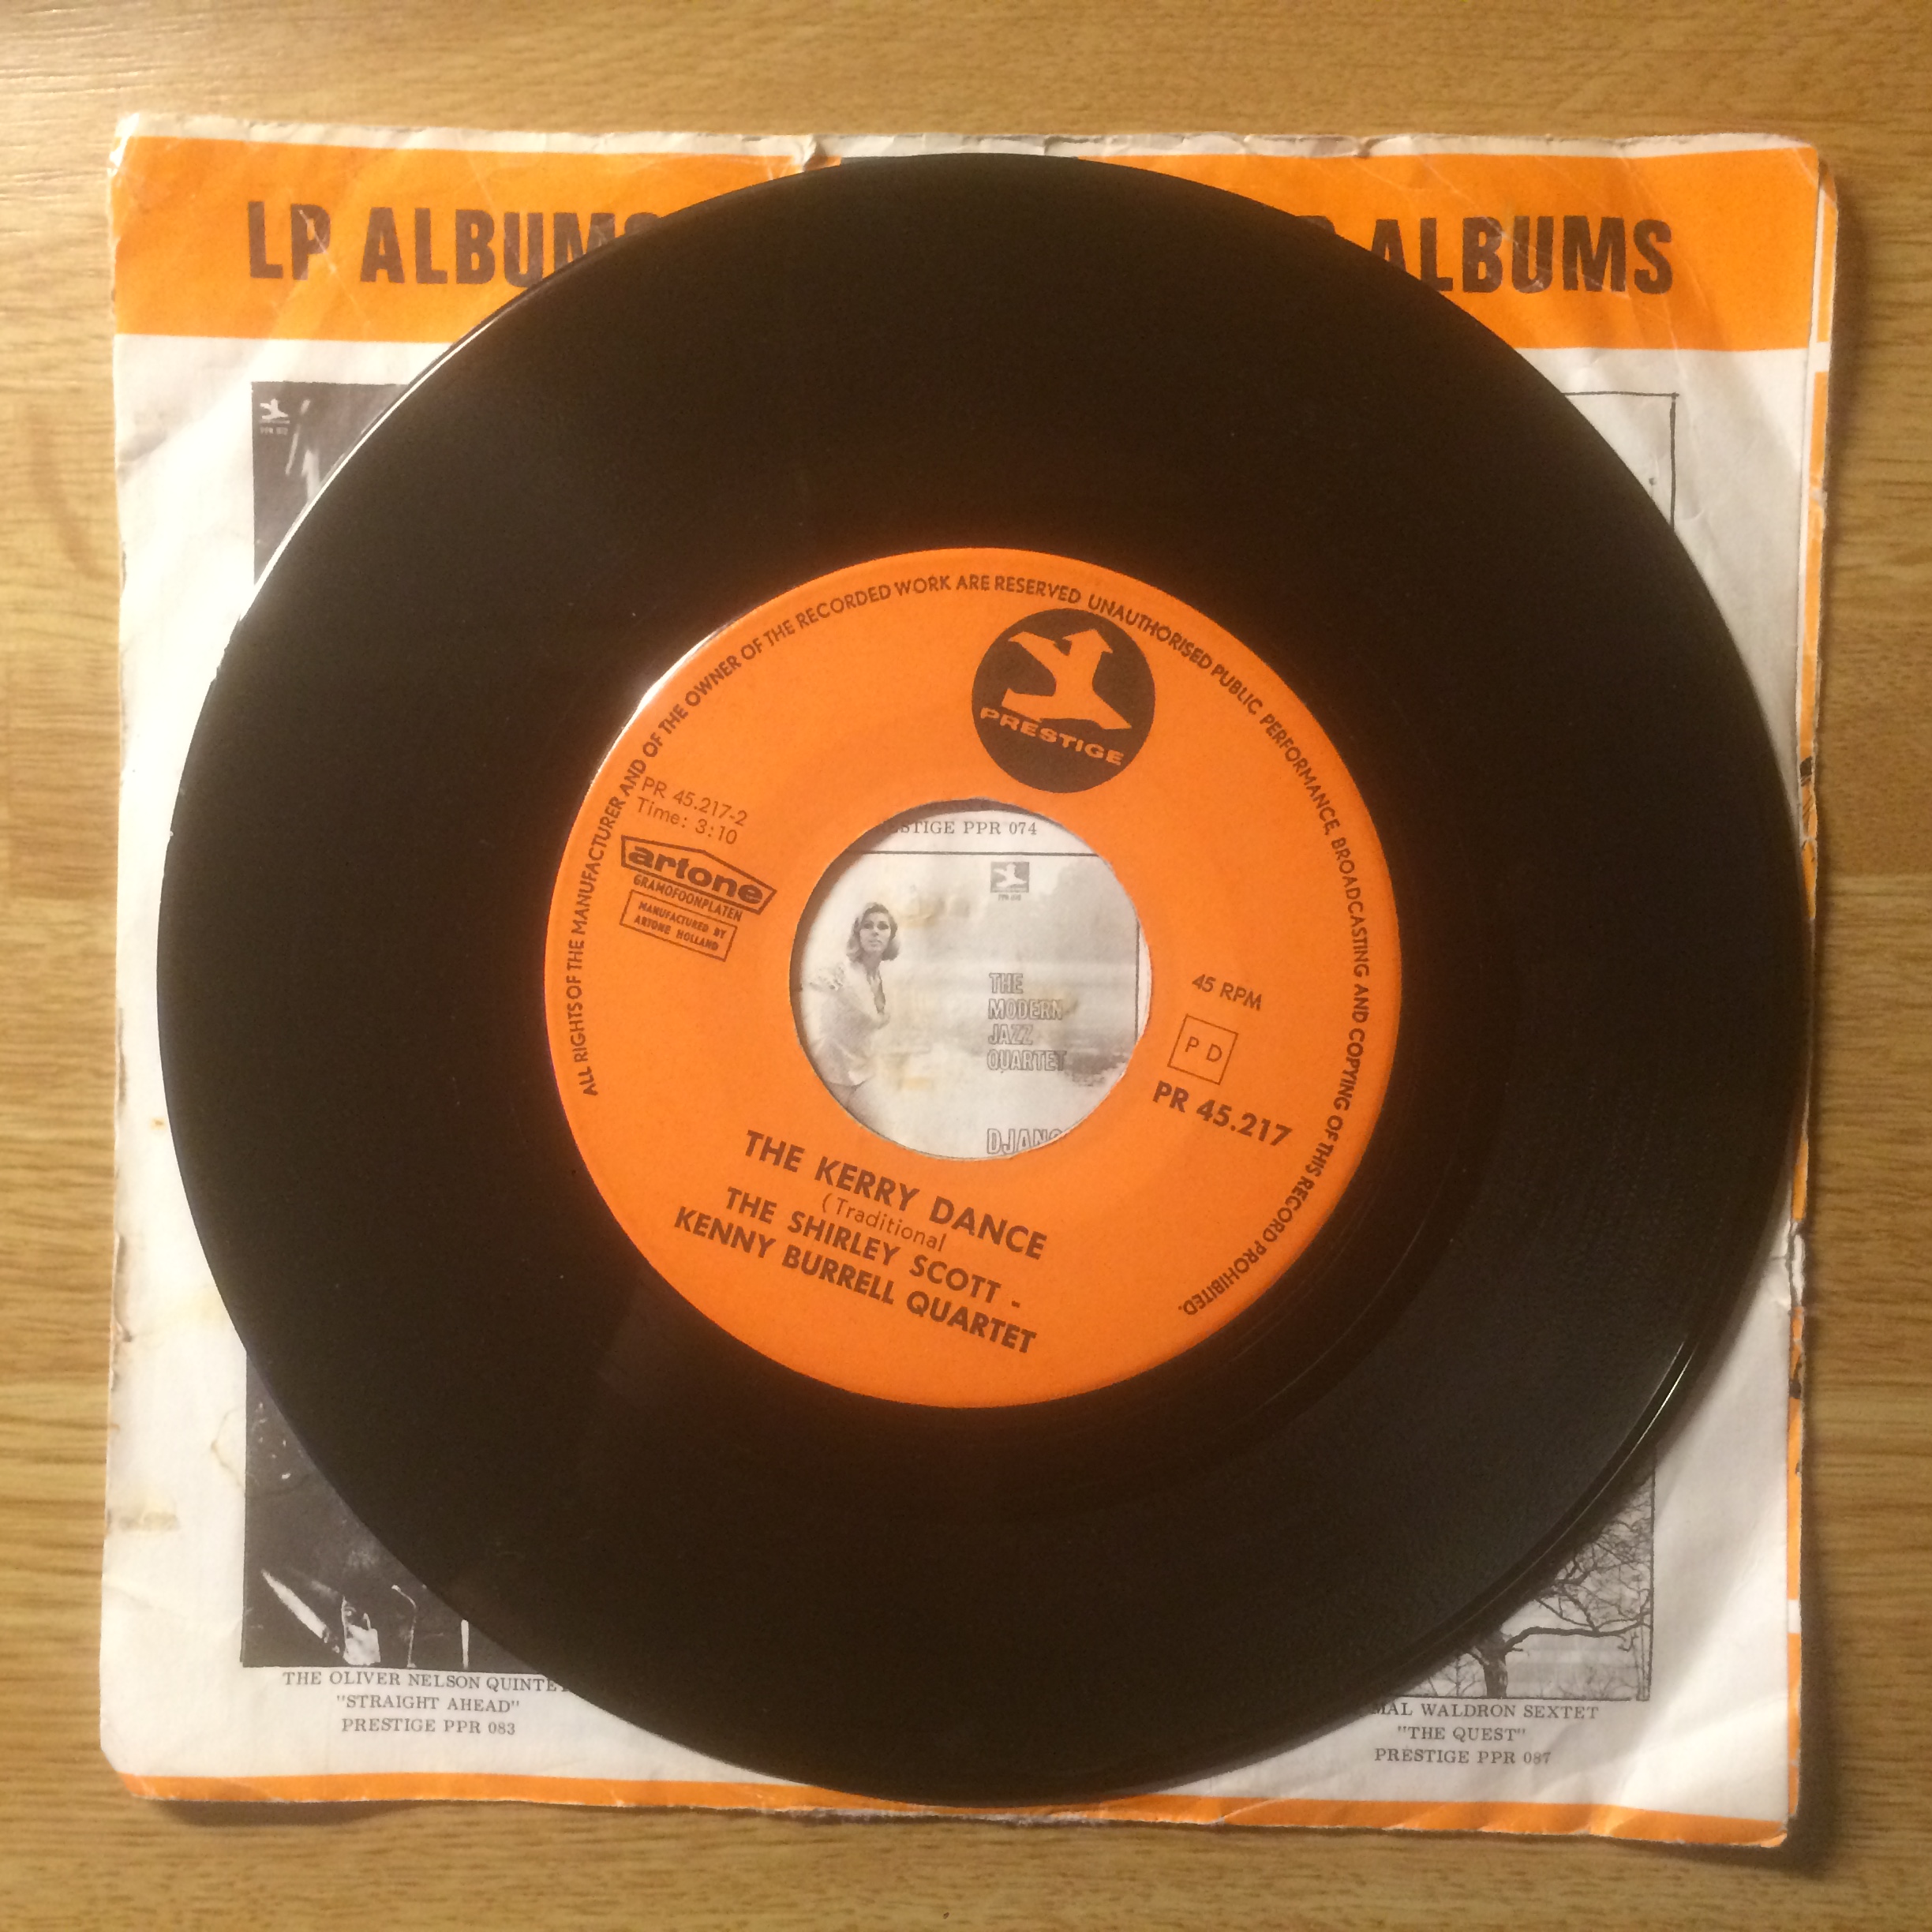 LP ALBUMS
ALBUMS
ALL RIGHTS OF THE MANUFACTURER AND OF THE OWNER OF THE RECORDED WORK ARE RESERVED UNAUTHORISED PUBLIC PERFORMANCE, BROADCASTING AND COPYING OF THIS RECORD PROHIBITED.
PRESTIGE
PR 45.217-2
Time: 3:10
artone
GRAMOFOONPLATEN
MANUFACTURED BY
ARTONE HOLLAND
PPR 074
THE
MODERN
JAZZ
QUARTET
45 RPM
P D
PR 45.217
THE KERRY DANCE
(Traditional
THE SHIRLEY SCOTT -
KENNY BURRELL QUARTET
THE OLIVER NELSON QUINTET
"STRAIGHT AHEAD"
PRESTIGE PPR 083
MAL WALDRON SEXTET
"THE QUEST"
PRESTIGE PPR 087